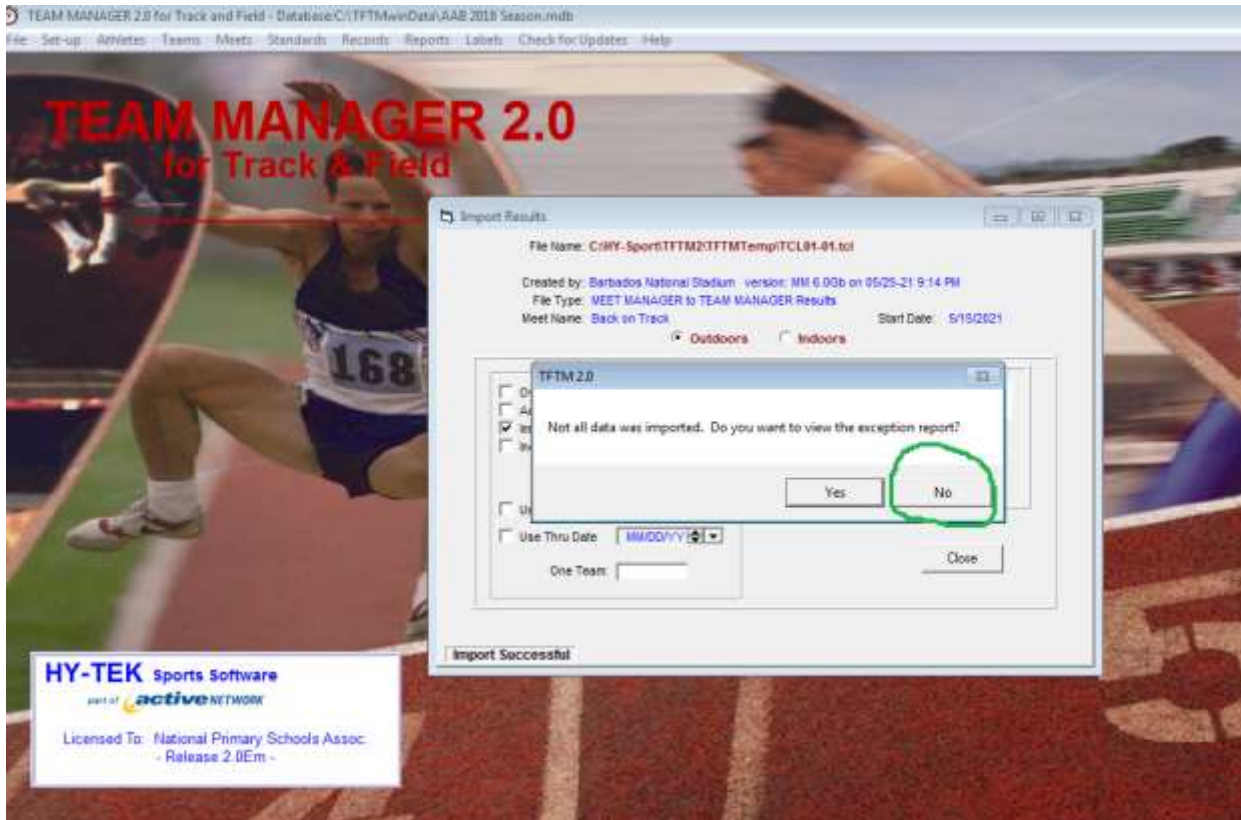 TEAM MANAGER 2.0 for Track and Field - Database:C:\TFTMwinData\AAB 2018 Season.mdb
File Set-up Athletes Teams Meets Standards Records Reports Labels Check for Updates Help
TEAM MANAGER 2.0
for Track & Field
168
Import Results
File Name: C:\HY-Sport\TFTM2\TFTMTemp\TCL01-01.tcl
Created by: Barbados National Stadium version: MM 6.0Gb on 05/25-21 9:14 PM
File Type: MEET MANAGER to TEAM MANAGER Results
Meet Name: Back on Track Start Date: 5/15/2021
Outdoors Indoors
TFTM 2.0
Not all data was imported. Do you want to view the exception report?
Yes No
Use Thru Date MM/DD/YY
One Team:
Close
Import Successful
HY-TEK Sports Software
part of active NETWORK
Licensed To: National Primary Schools Assoc.
- Release 2.0Em -
5